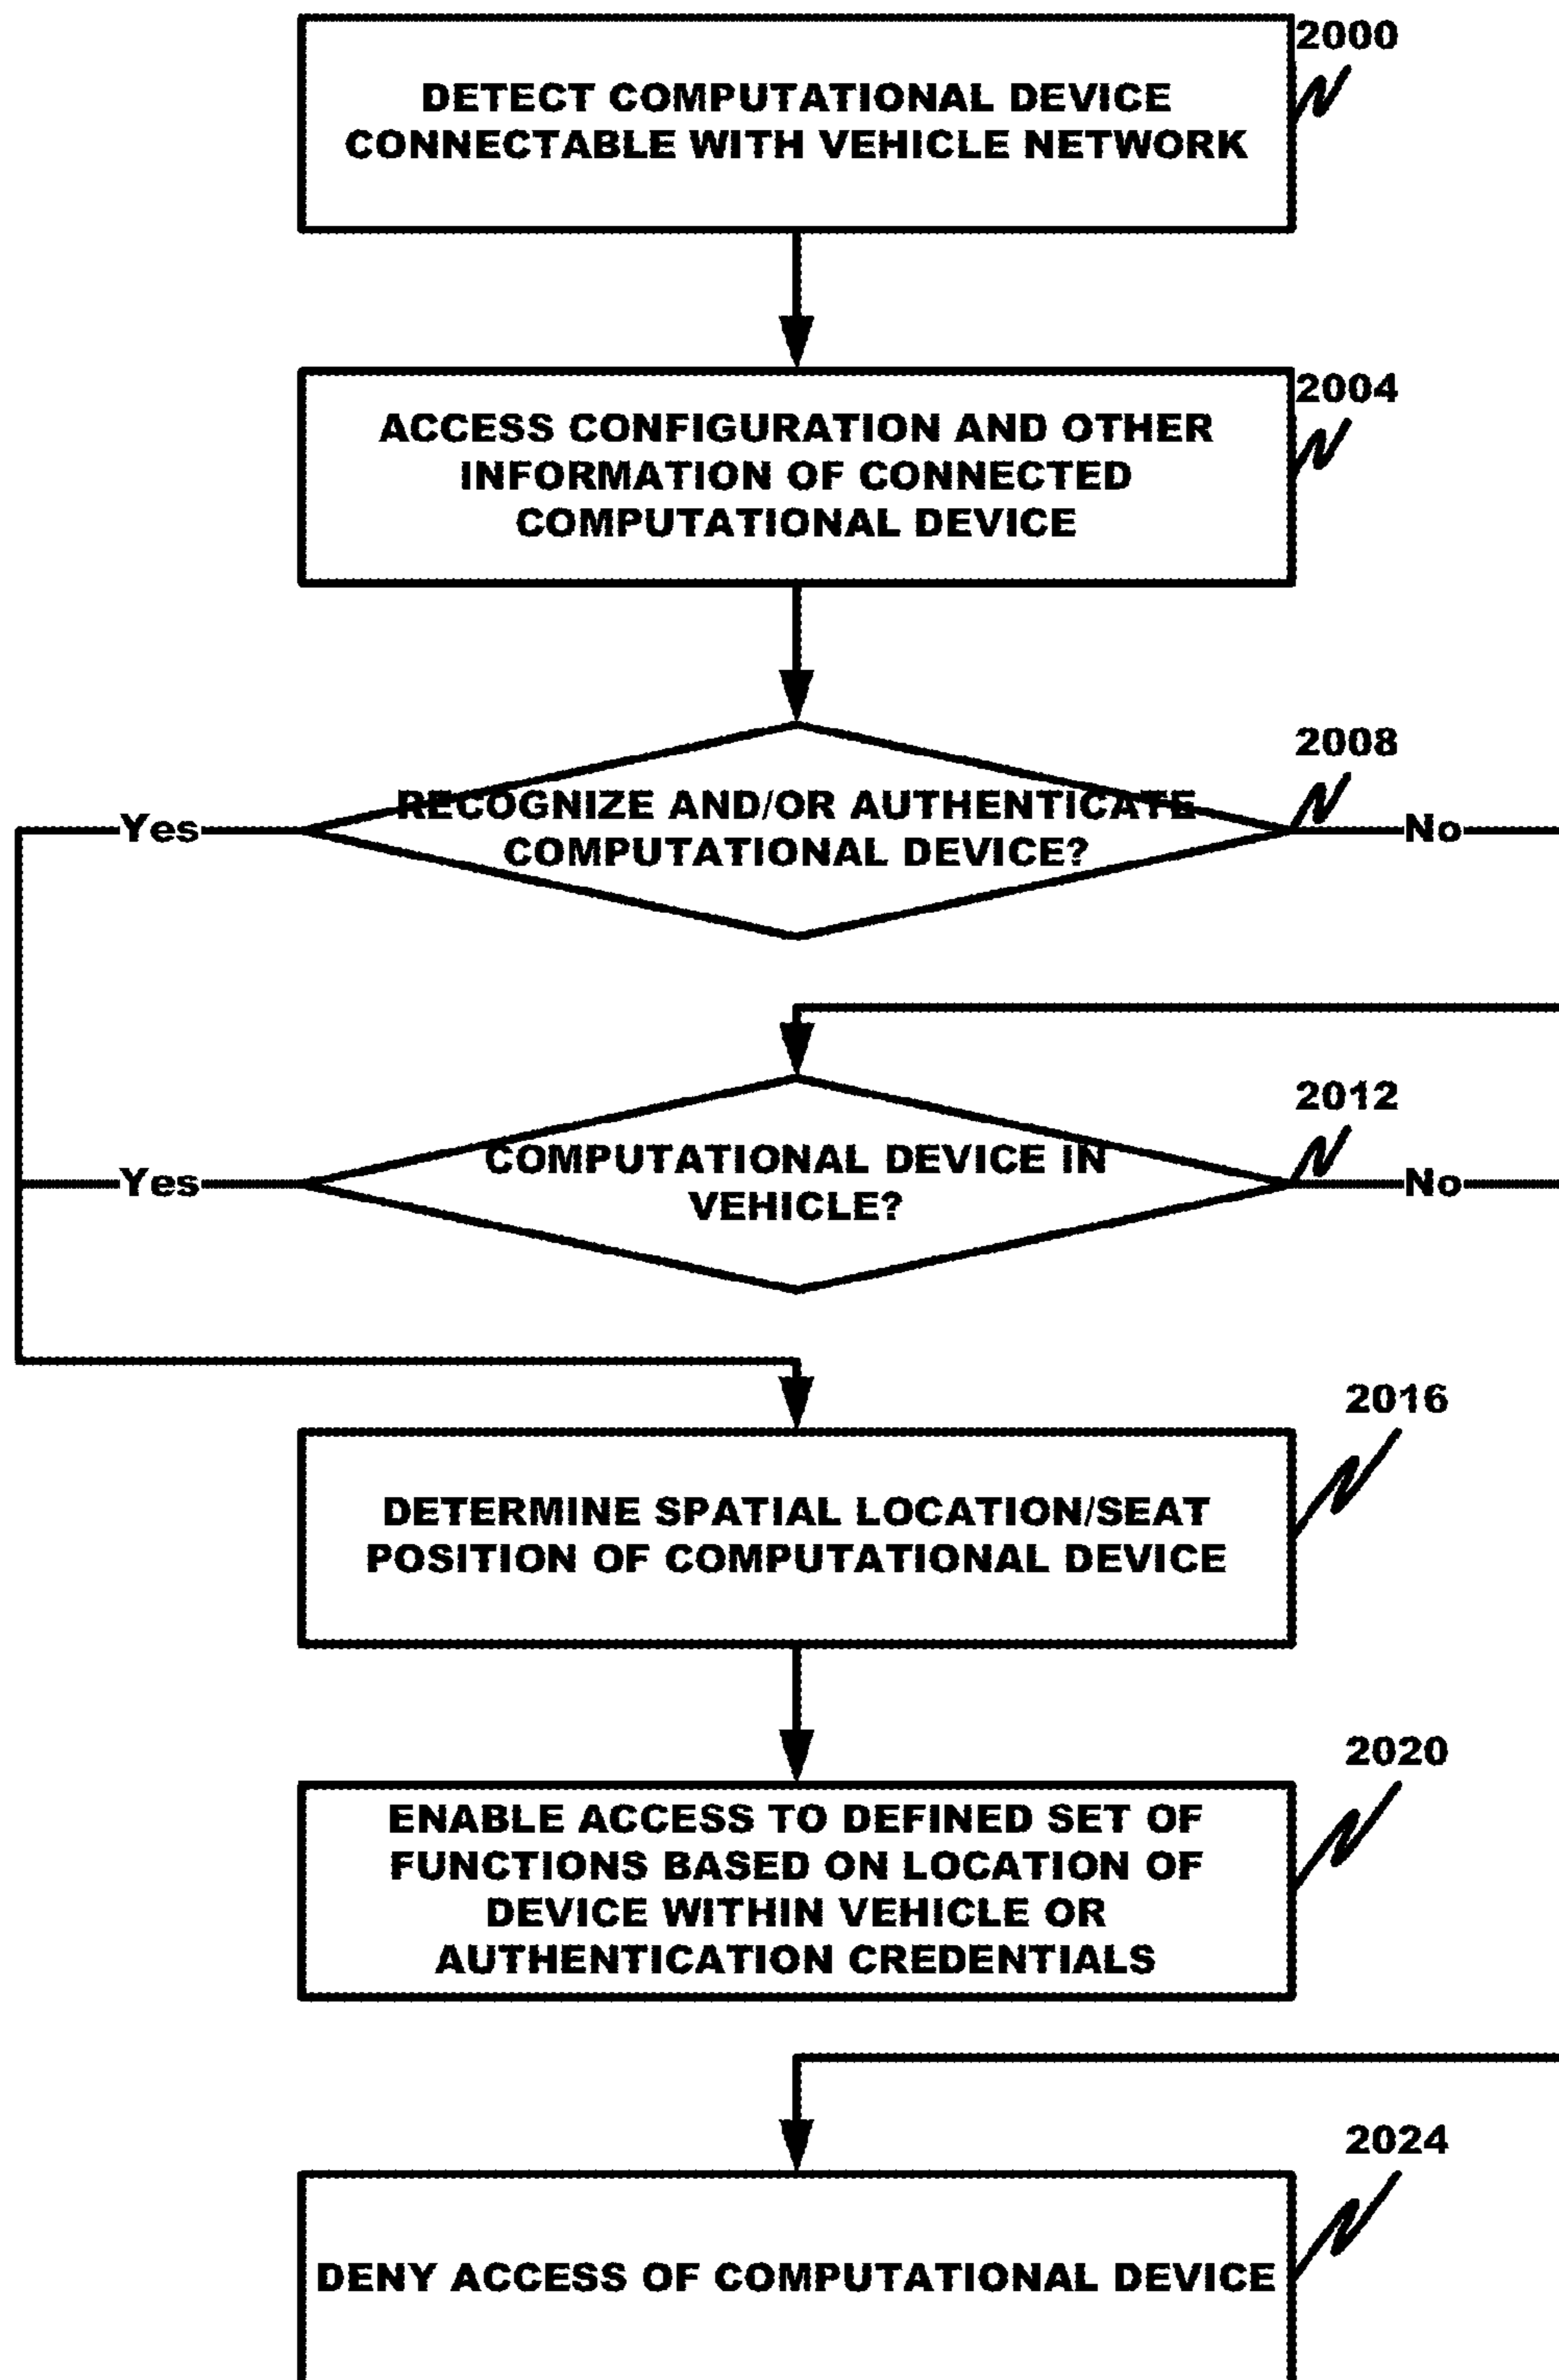 2000
DETECT COMPUTATIONAL DEVICE
CONNECTABLE WITH VEHICLE NETWORK
2004
ACCESS CONFIGURATION AND OTHER
INFORMATION OF CONNECTED
COMPUTATIONAL DEVICE
2008
RECOGNIZE AND/OR AUTHENTICATE
COMPUTATIONAL DEVICE?
Yes
No
2012
COMPUTATIONAL DEVICE IN
VEHICLE?
Yes
No
2016
DETERMINE SPATIAL LOCATION/SEAT
POSITION OF COMPUTATIONAL DEVICE
2020
ENABLE ACCESS TO DEFINED SET OF
FUNCTIONS BASED ON LOCATION OF
DEVICE WITHIN VEHICLE OR
AUTHENTICATION CREDENTIALS
2024
DENY ACCESS OF COMPUTATIONAL DEVICE